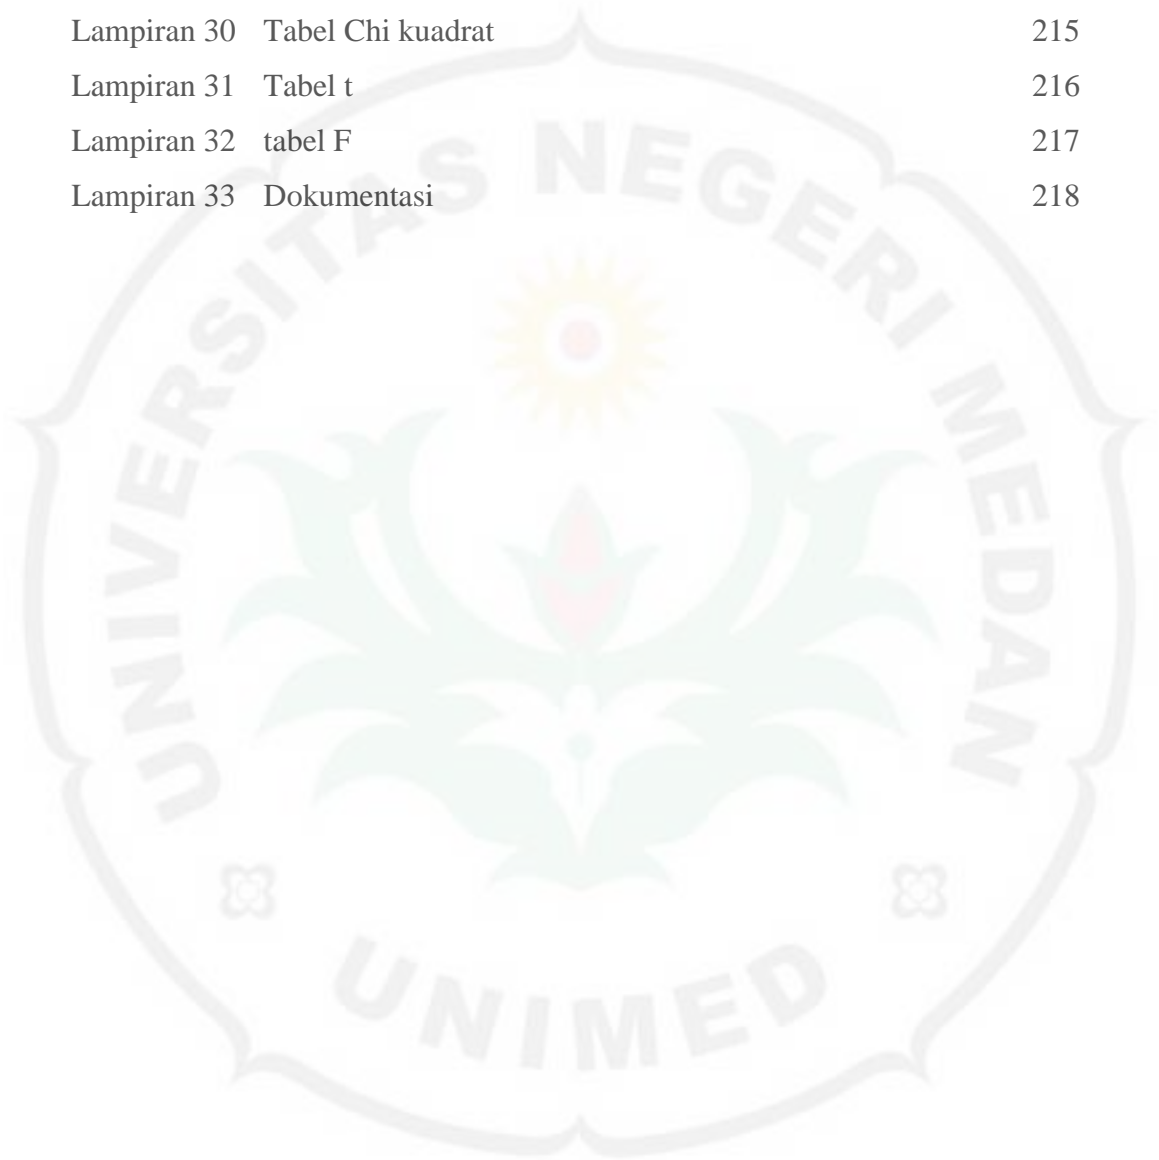 Lampiran 30 Tabel Chi kuadrat 215
Lampiran 31 Tabel t 216
Lampiran 32 tabel F 217
Lampiran 33 Dokumentasi 218
UNIVERSITAS NEGERI MEDAN
UNIMED